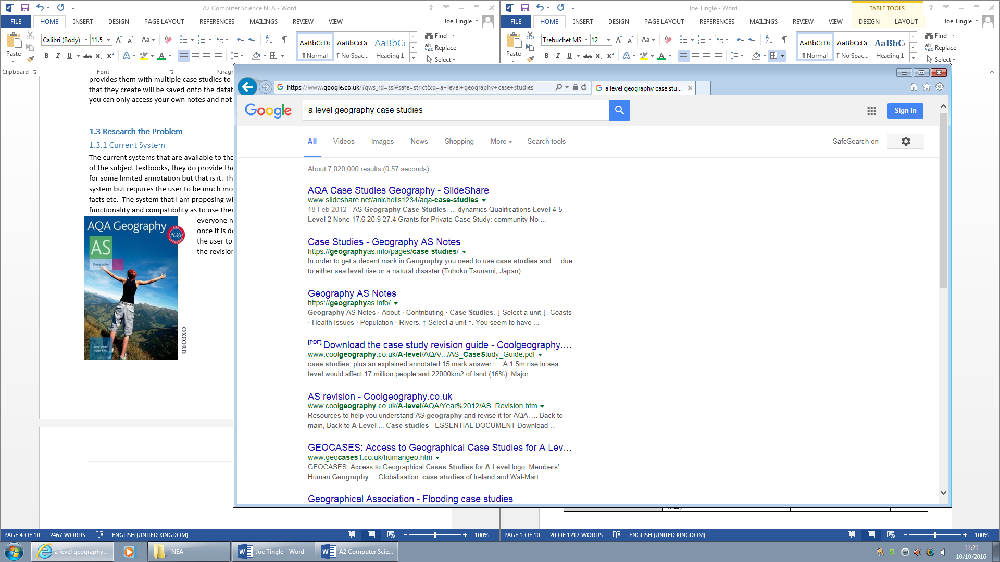 A2 Computer Science NEA - Word
FILE HOME INSERT DESIGN PAGE LAYOUT REFERENCES MAILINGS REVIEW VIEW Joe Tingle
Calibri (Body) 11.5
Paste
AaBbCcDc AaBbCcDc AaBbCc
¶ Normal ¶ No Spac... Heading 1
Find
Replace
Select
Clipboard Font Paragr
Joe Tingle - Word
TABLE TOOLS
FILE HOME INSERT DESIGN PAGE LAYOUT REFERENCES MAILINGS REVIEW VIEW DESIGN LAYOUT Joe Tingle
Trebuchet MS 12
Paste
AaBbCcDc AaBbCcDc AaBbC
¶ Normal ¶ No Spac... Heading 1
Find
Replace
Select
provides them with multiple case studies to
that they create will be saved onto the datab
you can only access your own notes and not
1.3 Research the Problem
1.3.1 Current System
The current systems that are available to the
of the subject textbooks, they do provide the
for some limited annotation but that is it. Th
system but requires the user to be much mo
facts etc. The system that I am proposing wi
functionality and compatibility as to use thei
everyone h
once it is d
the user to
the revision
AQA Geography
AQA
APPROVED
AS
Geography
John Smith
Roger Knill
OXFORD
https://www.google.co.uk/?gws_rd=ssl#safe=strict&q=a+level+geography+case+studies
a level geography case stu...
Google
a level geography case studies
Sign in
All Videos Images News Shopping More Search tools
SafeSearch on
About 7,020,000 results (0.57 seconds)
AQA Case Studies Geography - SlideShare
www.slideshare.net/anicholls1234/aqa-case-studies
18 Feb 2012 - AS Geography Case Studies. ... dynamics Qualifications Level 4-5
Level 2 None 17.6 20.9 27.4 Grants for Private Case Study: community No ...
Case Studies - Geography AS Notes
https://geographyas.info/pages/case-studies/
In order to get a decent mark in Geography you need to use case studies and ... due
to either sea level rise or a natural disaster (Tōhoku Tsunami, Japan) ...
Geography AS Notes
https://geographyas.info/
Geography AS Notes · About · Contributing · Case Studies. ↓ Select a unit ↓. Coasts
· Health Issues · Population · Rivers. ↑ Select a unit ↑. You seem to have ...
[PDF] Download the case study revision guide - Coolgeography....
www.coolgeography.co.uk/A-level/AQA/.../AS_CaseStudy_Guide.pdf
case studies, plus an explained annotated 15 mark answer .... A 1.5m rise in sea
level would affect 17 million people and 22000km2 of land (16%). Major.
AS revision - Coolgeography.co.uk
www.coolgeography.co.uk/A-level/AQA/Year%2012/AS_Revision.htm
Resources to help you understand AS geography and revise it for AQA. ... Back to
main, Back to A Level ... Case studies - ESSENTIAL DOCUMENT Download ...
GEOCASES: Access to Geographical Case Studies for A Lev...
www.geocases1.co.uk/humangeo.htm
GEOCASES: Access to Geographical Cases Studies for A Level logo. Members' ...
Human Geography ... Globalisation: case studies of Ireland and Wal-Mart
Geographical Association - Flooding case studies
PAGE 4 OF 10 2467 WORDS ENGLISH (UNITED KINGDOM) 100%
PAGE 1 OF 10 20 OF 1217 WORDS ENGLISH (UNITED KINGDOM) 100%
a level geography... NEA Joe Tingle - Word A2 Computer Scie...
11:21
10/10/2016